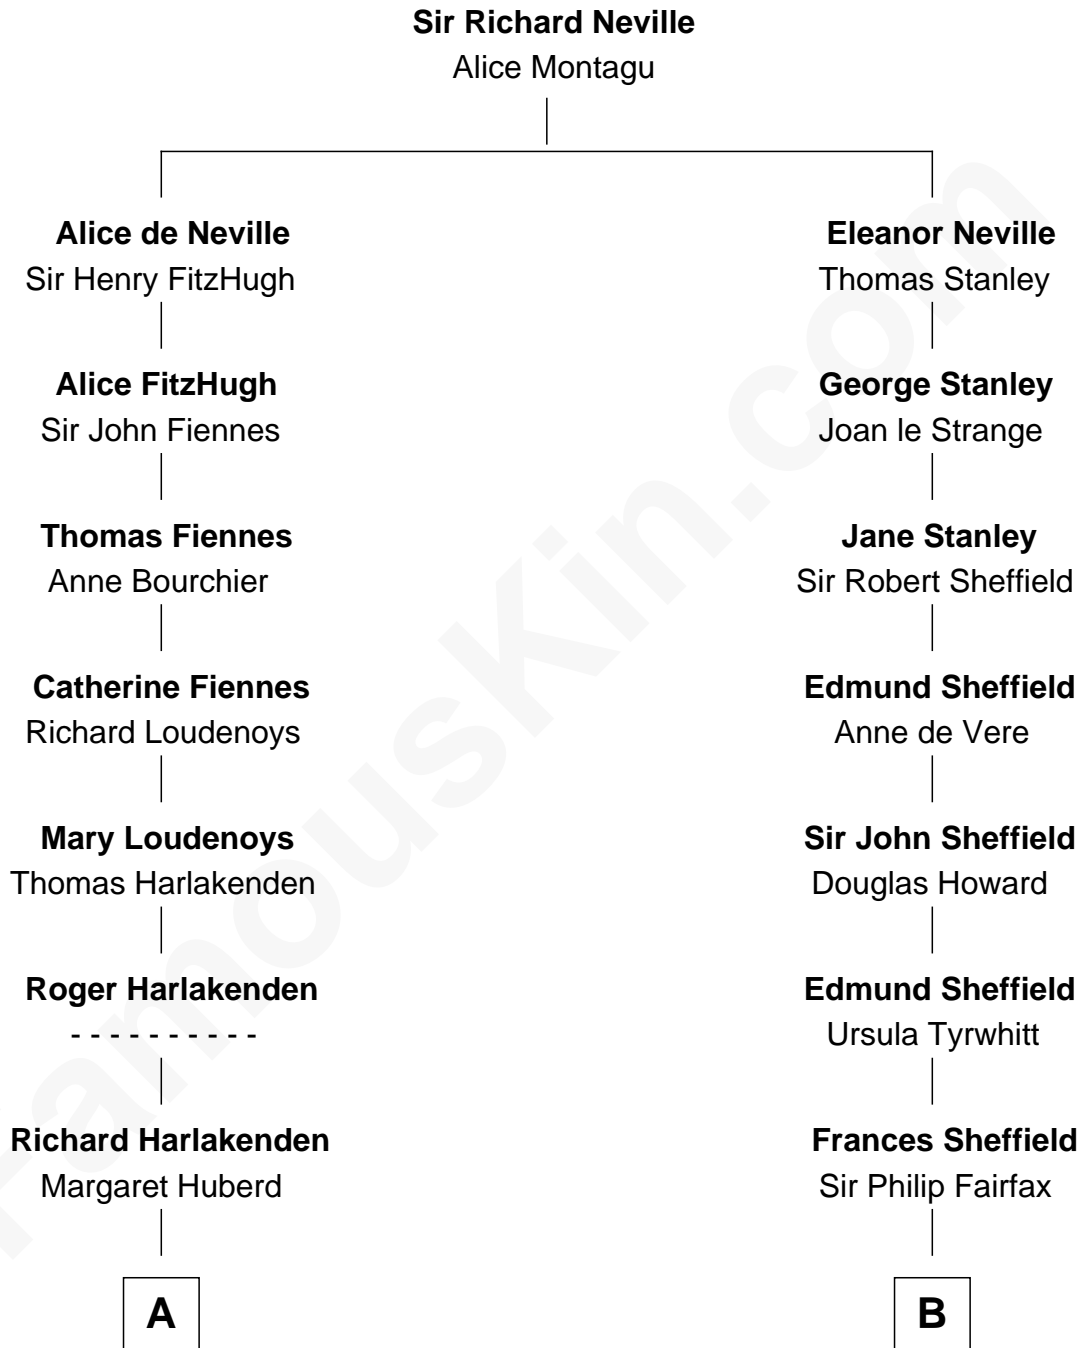 Sir Richard Neville
Alice Montagu
Alice de Neville
Sir Henry FitzHugh
Eleanor Neville
Thomas Stanley
Alice FitzHugh
Sir John Fiennes
George Stanley
Joan le Strange
Thomas Fiennes
Anne Bourchier
Jane Stanley
Sir Robert Sheffield
Catherine Fiennes
Richard Loudenoys
Edmund Sheffield
Anne de Vere
Mary Loudenoys
Thomas Harlakenden
Sir John Sheffield
Douglas Howard
Roger Harlakenden
- - - - - - - - - -
Edmund Sheffield
Ursula Tyrwhitt
Richard Harlakenden
Margaret Huberd
Frances Sheffield
Sir Philip Fairfax
A
B
FamousKin.com